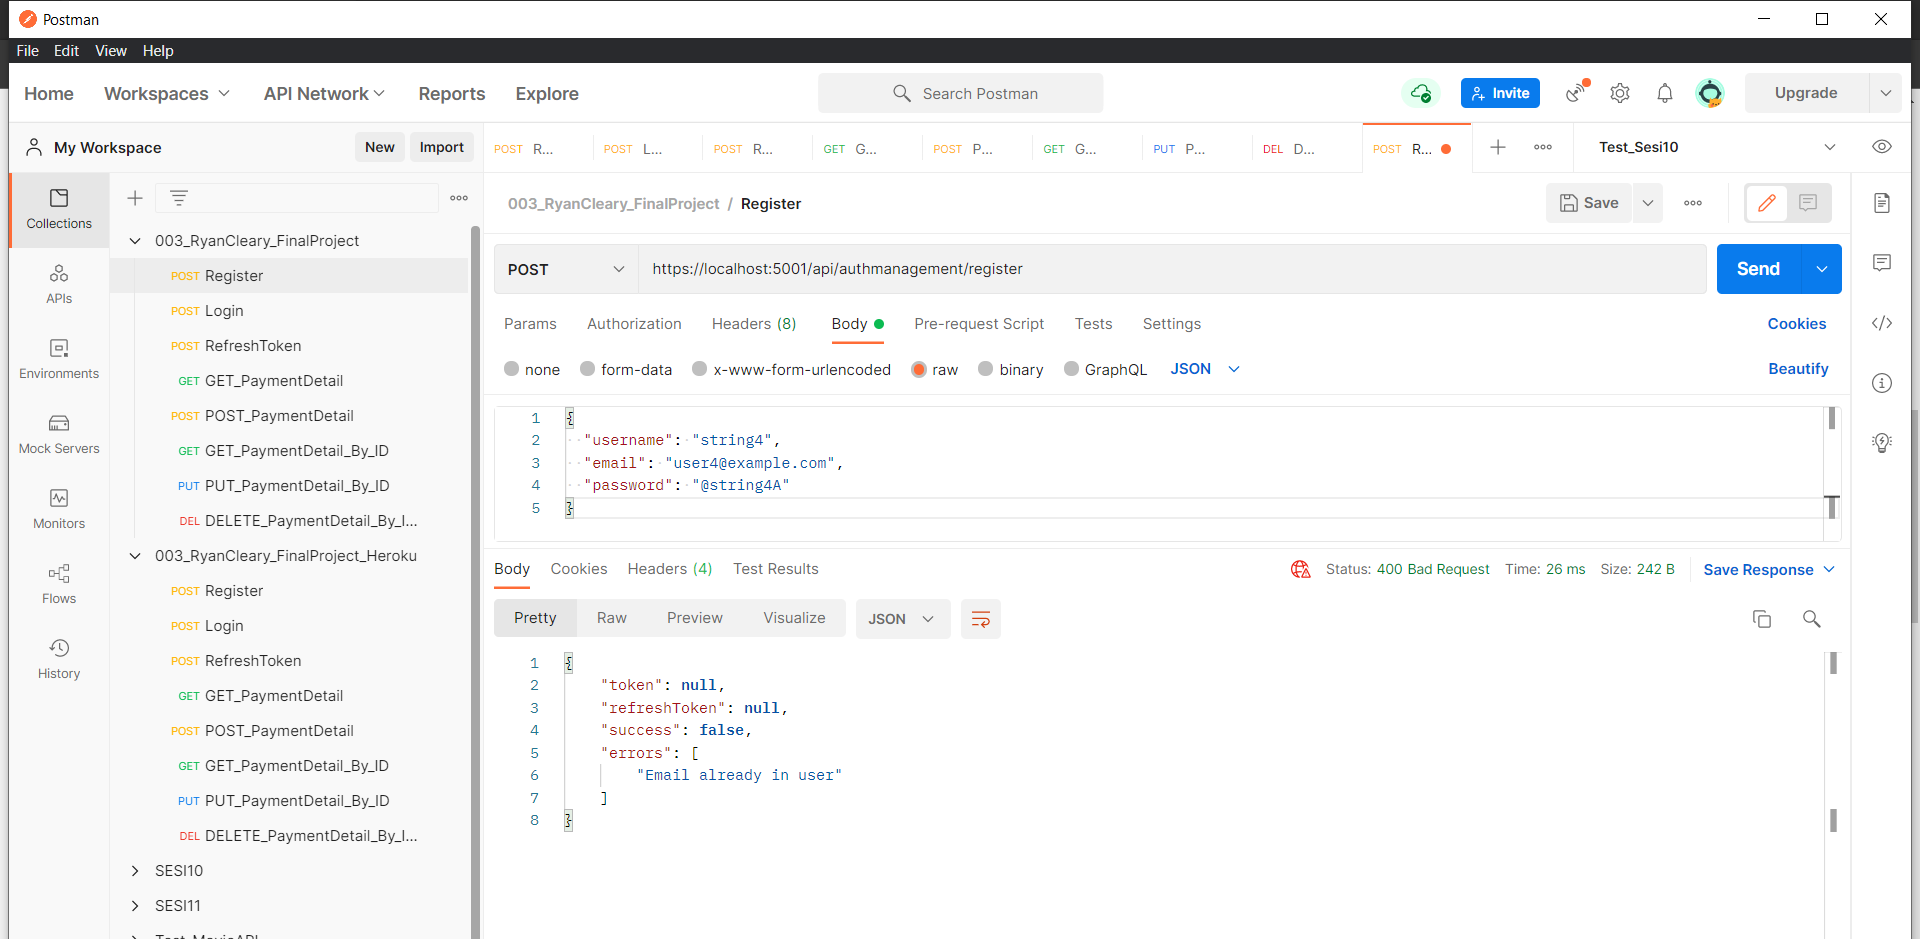 Postman
File Edit View Help
Home Workspaces API Network Reports Explore
Search Postman
Invite
Upgrade
My Workspace
New Import
POST R... POST L... POST R... GET G... POST P... GET G... PUT P... DEL D... POST R...
Test_Sesi10
Collections
APIs
Environments
Mock Servers
Monitors
Flows
History
003_RyanCleary_FinalProject
POST Register
POST Login
POST RefreshToken
GET GET_PaymentDetail
POST POST_PaymentDetail
GET GET_PaymentDetail_By_ID
PUT PUT_PaymentDetail_By_ID
DEL DELETE_PaymentDetail_By_I...
003_RyanCleary_FinalProject_Heroku
POST Register
POST Login
POST RefreshToken
GET GET_PaymentDetail
POST POST_PaymentDetail
GET GET_PaymentDetail_By_ID
PUT PUT_PaymentDetail_By_ID
DEL DELETE_PaymentDetail_By_I...
SESI10
SESI11
003_RyanCleary_FinalProject / Register
Save
POST https://localhost:5001/api/authmanagement/register
Send
Params Authorization Headers (8) Body Pre-request Script Tests Settings
Cookies
none form-data x-www-form-urlencoded raw binary GraphQL JSON
Beautify
1 {
2 "username": "string4",
3 "email": "user4@example.com",
4 "password": "@string4A"
5 }
Body Cookies Headers (4) Test Results
Status: 400 Bad Request Time: 26 ms Size: 242 B
Save Response
Pretty Raw Preview Visualize JSON
1 {
2 "token": null,
3 "refreshToken": null,
4 "success": false,
5 "errors": [
6 "Email already in user"
7 ]
8 }